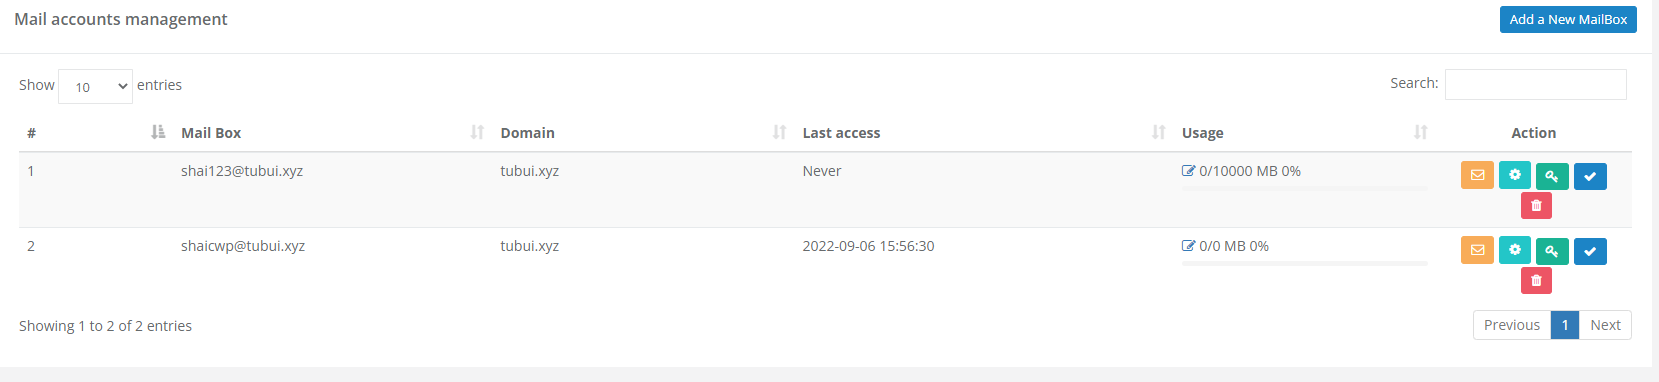 Mail accounts management
Add a New MailBox
Show 10 entries
Search:
# Mail Box Domain Last access Usage Action
1 shai123@tubui.xyz tubui.xyz Never 0/10000 MB 0%
2 shaicwp@tubui.xyz tubui.xyz 2022-09-06 15:56:30 0/0 MB 0%
Showing 1 to 2 of 2 entries
Previous 1 Next